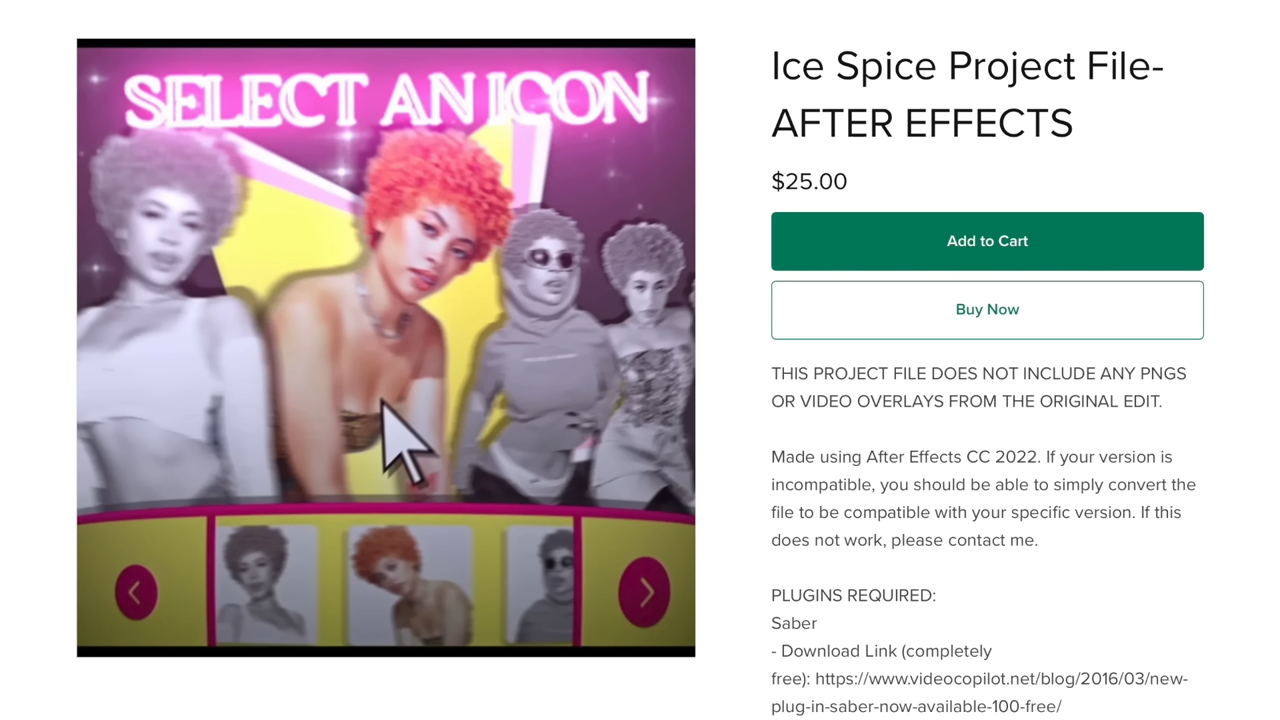 SELECT AN ICON
Ice Spice Project File-
AFTER EFFECTS
$25.00
Add to Cart
Buy Now
THIS PROJECT FILE DOES NOT INCLUDE ANY PNGS
OR VIDEO OVERLAYS FROM THE ORIGINAL EDIT.
Made using After Effects CC 2022. If your version is
incompatible, you should be able to simply convert the
file to be compatible with your specific version. If this
does not work, please contact me.
PLUGINS REQUIRED:
Saber
- Download Link (completely
free): https://www.videocopilot.net/blog/2016/03/new-
plug-in-saber-now-available-100-free/